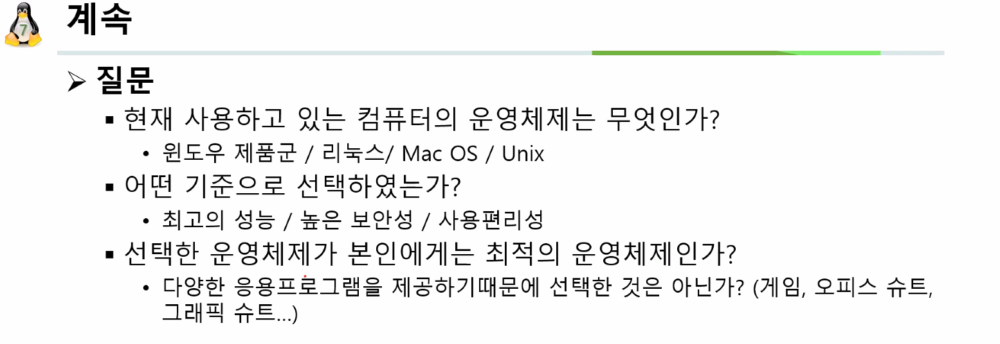 7
계속
➢ 질문
▪ 현재 사용하고 있는 컴퓨터의 운영체제는 무엇인가?
• 윈도우 제품군 / 리눅스/ Mac OS / Unix
▪ 어떤 기준으로 선택하였는가?
• 최고의 성능 / 높은 보안성 / 사용편리성
▪ 선택한 운영체제가 본인에게는 최적의 운영체제인가?
• 다양한 응용프로그램을 제공하기때문에 선택한 것은 아닌가? (게임, 오피스 슈트,
그래픽 슈트...)